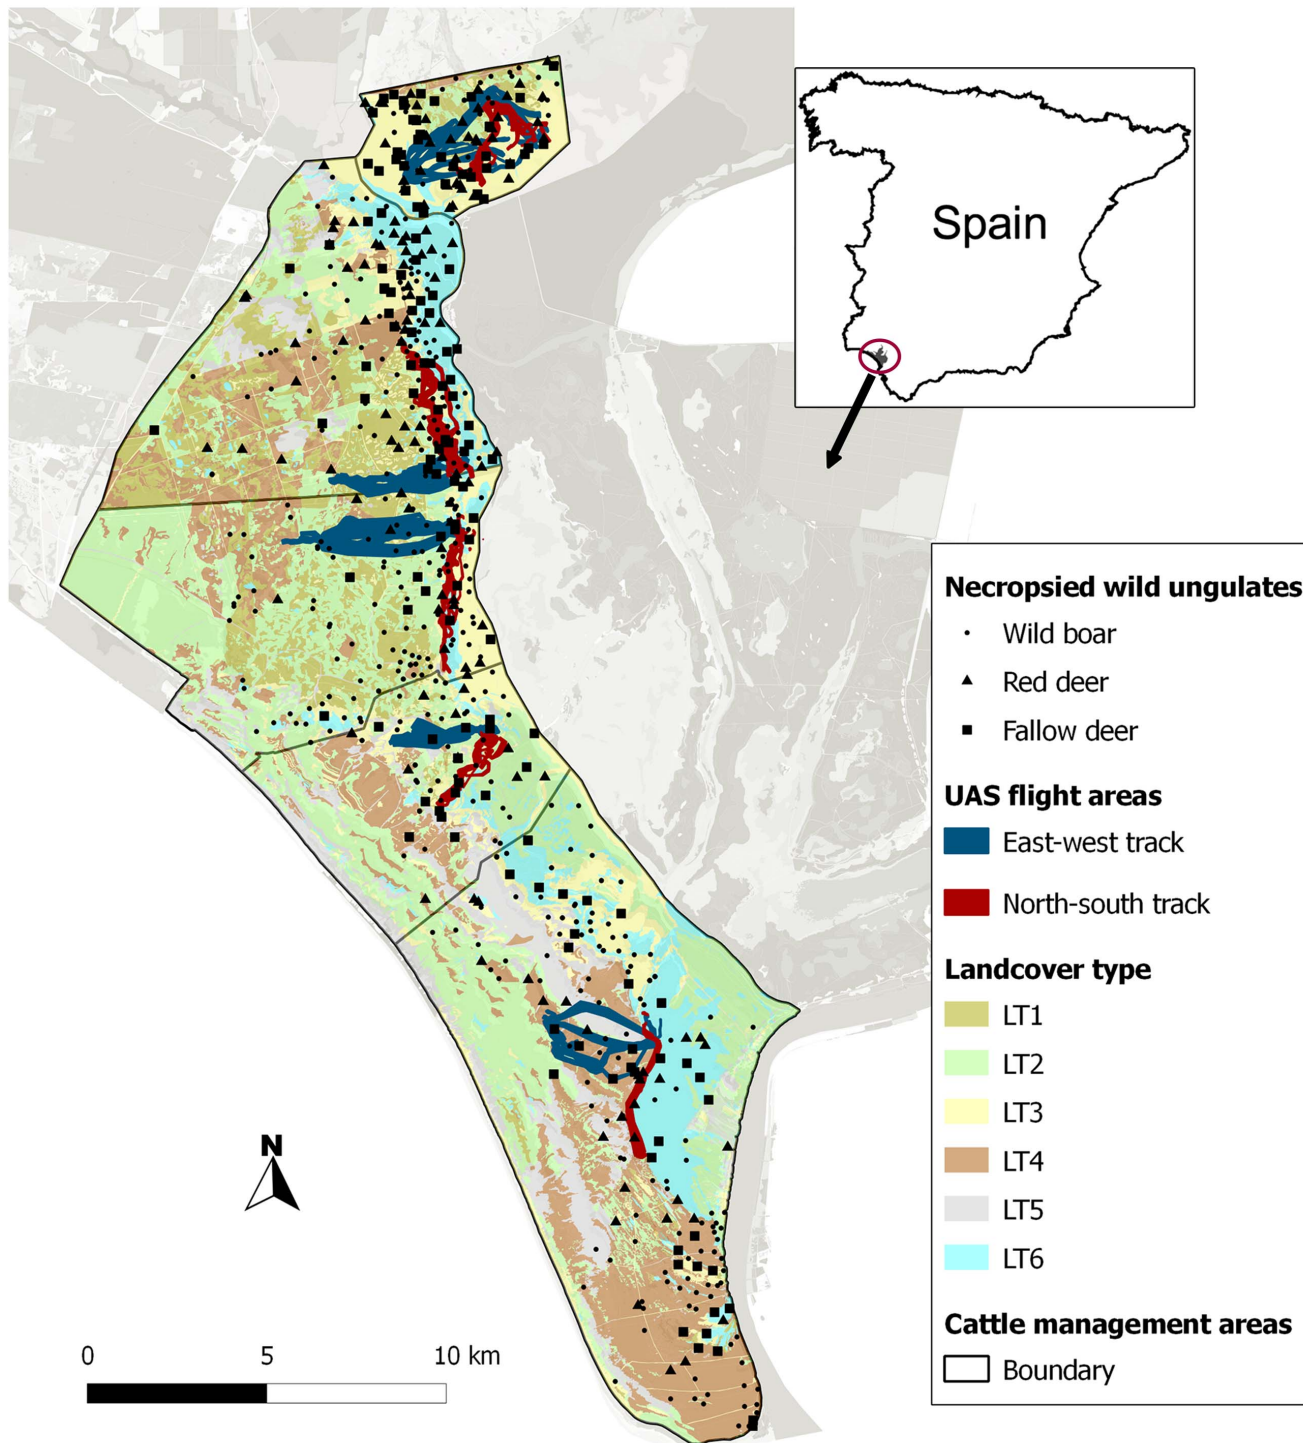 Spain
Necropsied wild ungulates
Wild boar
Red deer
Fallow deer
UAS flight areas
East-west track
North-south track
Landcover type
LT1
LT2
LT3
LT4
LT5
LT6
Cattle management areas
Boundary
N
0 5 10 km